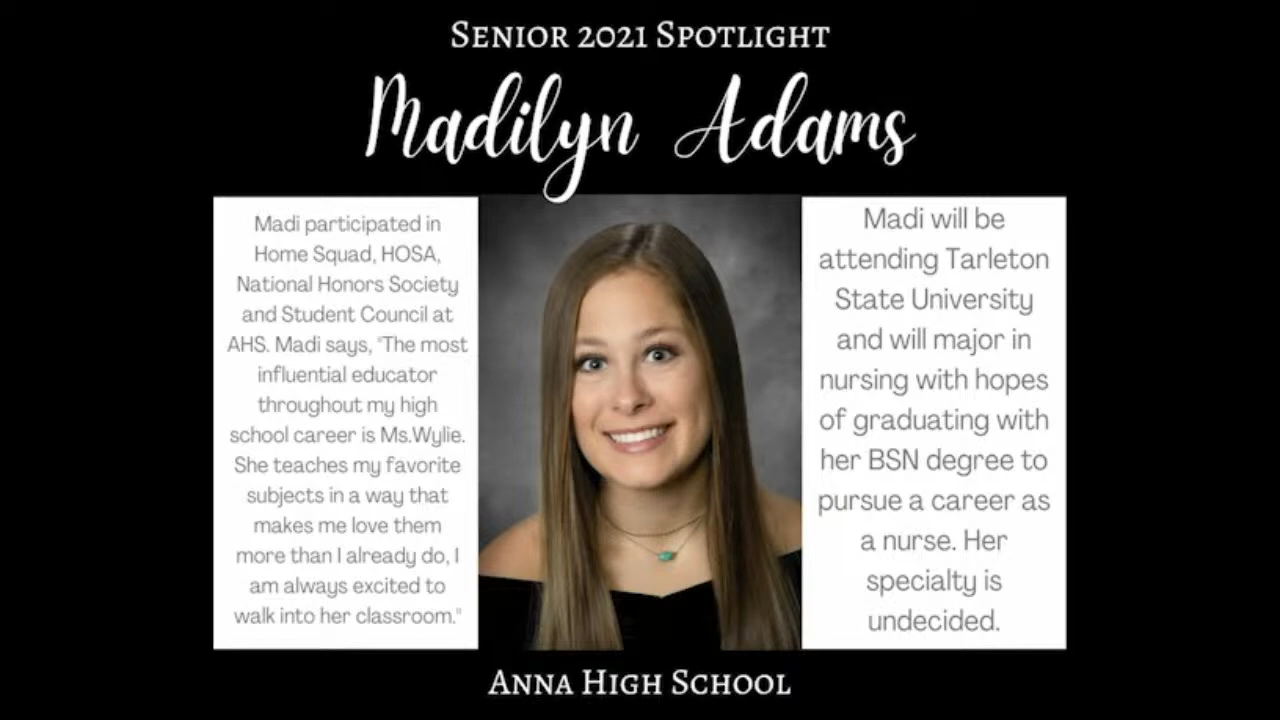 Senior 2021 Spotlight
Madilyn Adams
Madi participated in
Home Squad, HOSA,
National Honors Society
and Student Council at
AHS. Madi says, "The most
influential educator
throughout my high
school career is Ms.Wylie.
She teaches my favorite
subjects in a way that
makes me love them
more than I already do, I
am always excited to
walk into her classroom."
Madi will be
attending Tarleton
State University
and will major in
nursing with hopes
of graduating with
her BSN degree to
pursue a career as
a nurse. Her
specialty is
undecided.
Anna High School